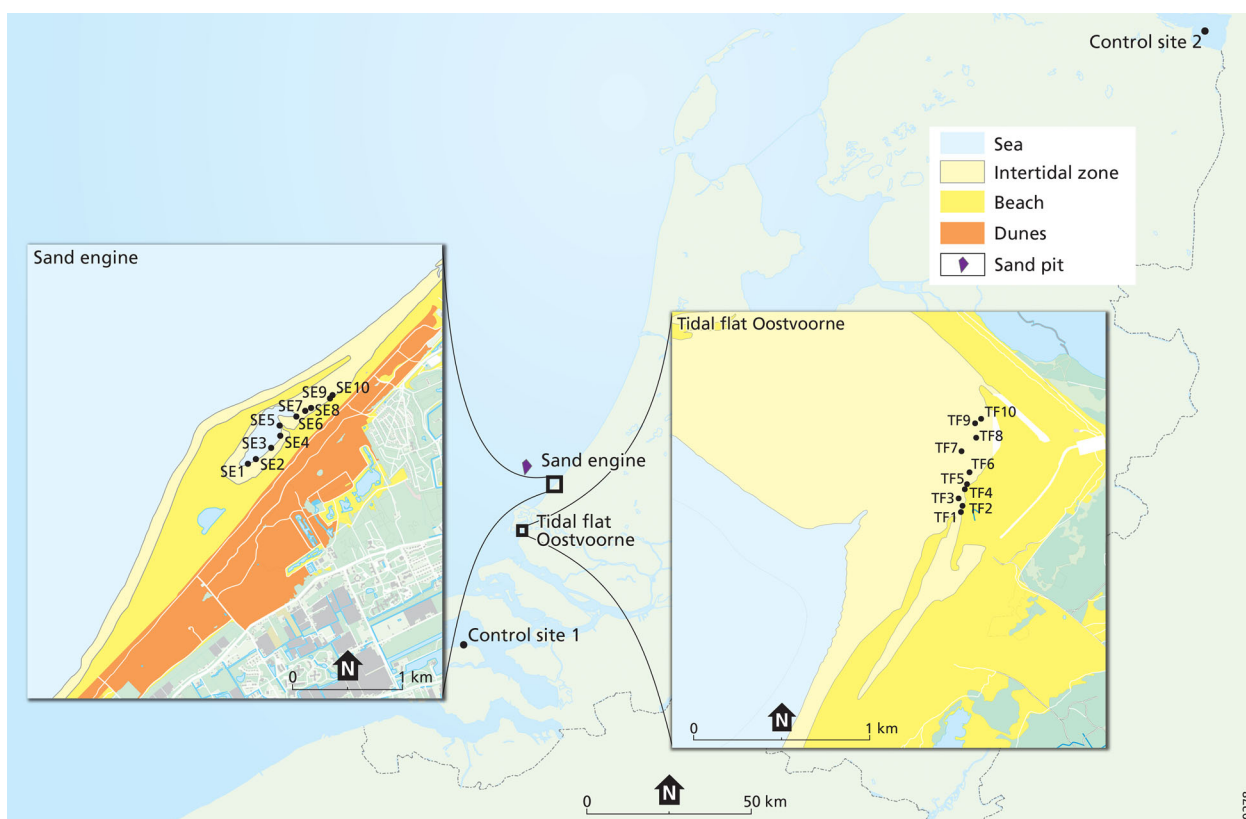 Control site 2
Sea
Intertidal zone
Beach
Dunes
Sand pit
Sand engine
SE9
SE10
SE7
SE8
SE5
SE6
SE3
SE4
SE1
SE2
N
0
1 km
Sand engine
Tidal flat
Oostvoorne
Control site 1
Tidal flat Oostvoorne
TF10
TF9
TF8
TF7
TF6
TF5
TF4
TF3
TF2
TF1
N
0
1 km
N
0
50 km